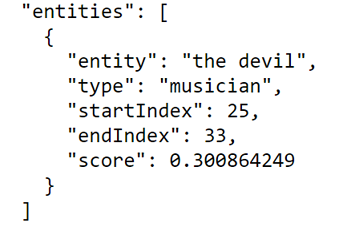 "entities": [
{
"entity": "the devil",
"type": "musician",
"startIndex": 25,
"endIndex": 33,
"score": 0.300864249
}
]